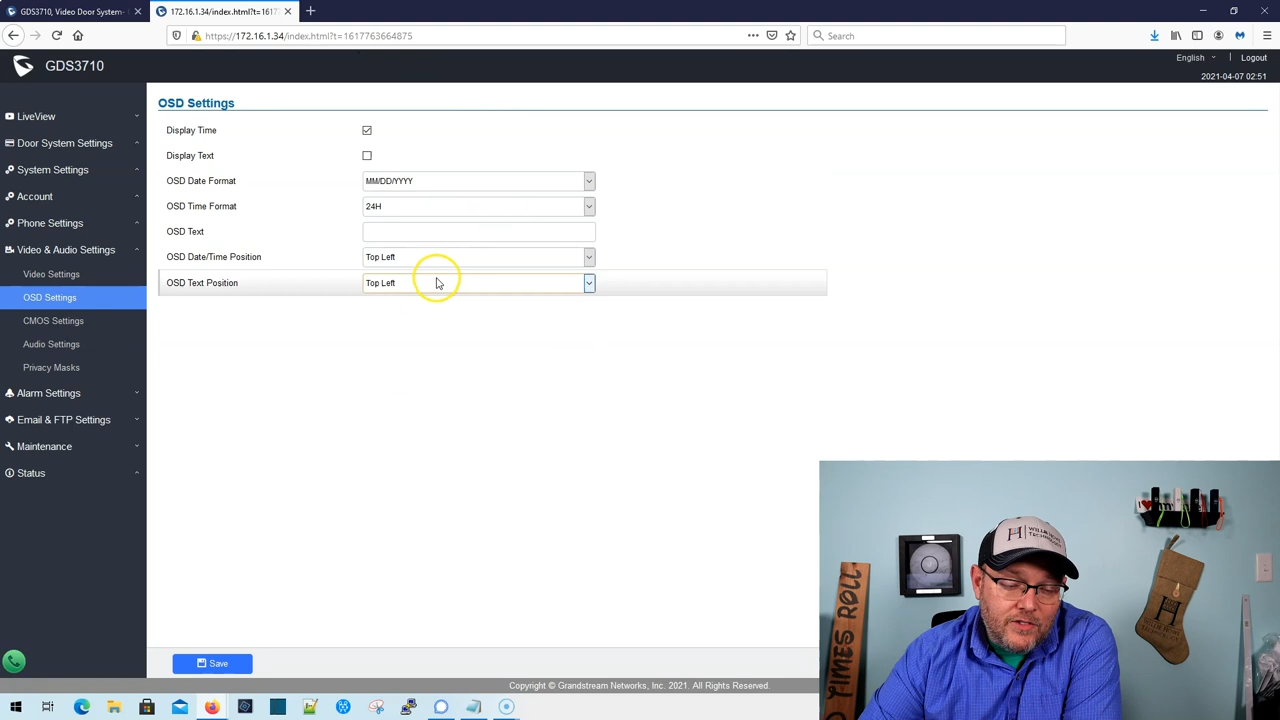 GDS3710, Video Door System-
172.16.1.34/index.html?t=1617
https://172.16.1.34/index.html?t=1617763664875
Search
GDS3710
English
Logout
2021-04-07 02:51
LiveView
Door System Settings
System Settings
Account
Phone Settings
Video & Audio Settings
Video Settings
OSD Settings
CMOS Settings
Audio Settings
Privacy Masks
Alarm Settings
Email & FTP Settings
Maintenance
Status
OSD Settings
Display Time
Display Text
OSD Date Format
MM/DD/YYYY
OSD Time Format
24H
OSD Text
OSD Date/Time Position
Top Left
OSD Text Position
Top Left
Save
Copyright © Grandstream Networks, Inc. 2021. All Rights Reserved.
TIMES ROLL
H